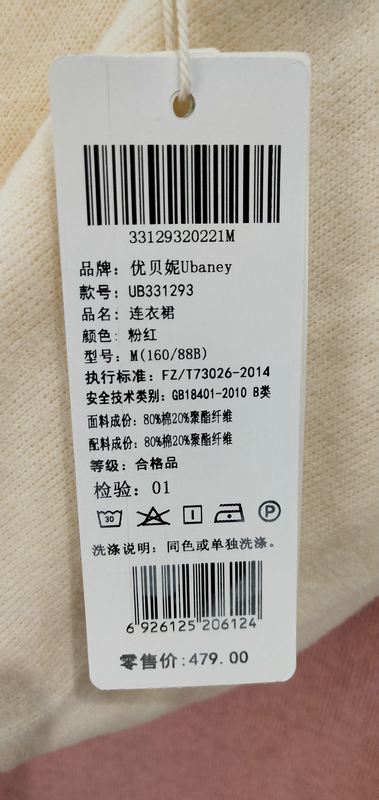 33129320221M
品牌：优贝妮Ubaney
款号：UB331293
品名：连衣裙
颜色：粉红
型号：M(160/88B)
执行标准：FZ/T73026-2014
安全技术类别：GB18401-2010 B类
面料成份：80%棉20%聚酯纤维
配料成份：80%棉20%聚酯纤维
等级：合格品
检验：01
30 P
洗涤说明：同色或单独洗涤。
6 926125 206124
零售价:479.00